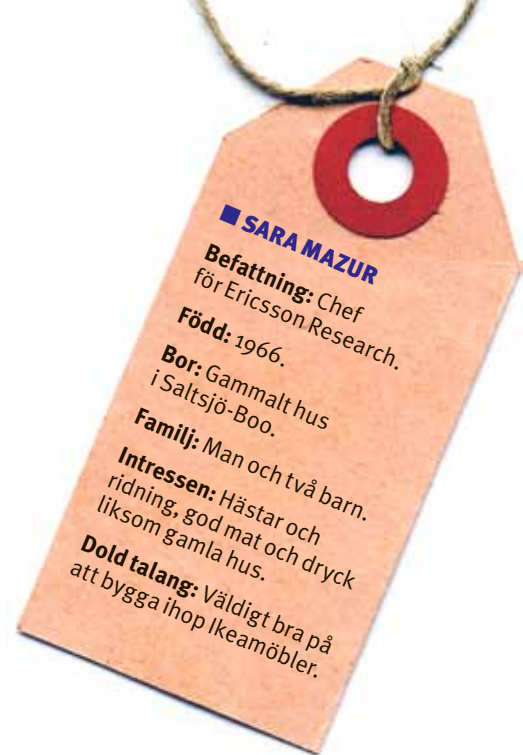 ■ SARA MAZUR
Befattning: Chef
för Ericsson Research.
Född: 1966.
Bor: Gammalt hus
i Saltsjö-Boo.
Familj: Man och två barn.
Intressen: Hästar och
ridning, god mat och dryck
liksom gamla hus.
Dold talang: Väldigt bra på
att bygga ihop Ikeamöbler.